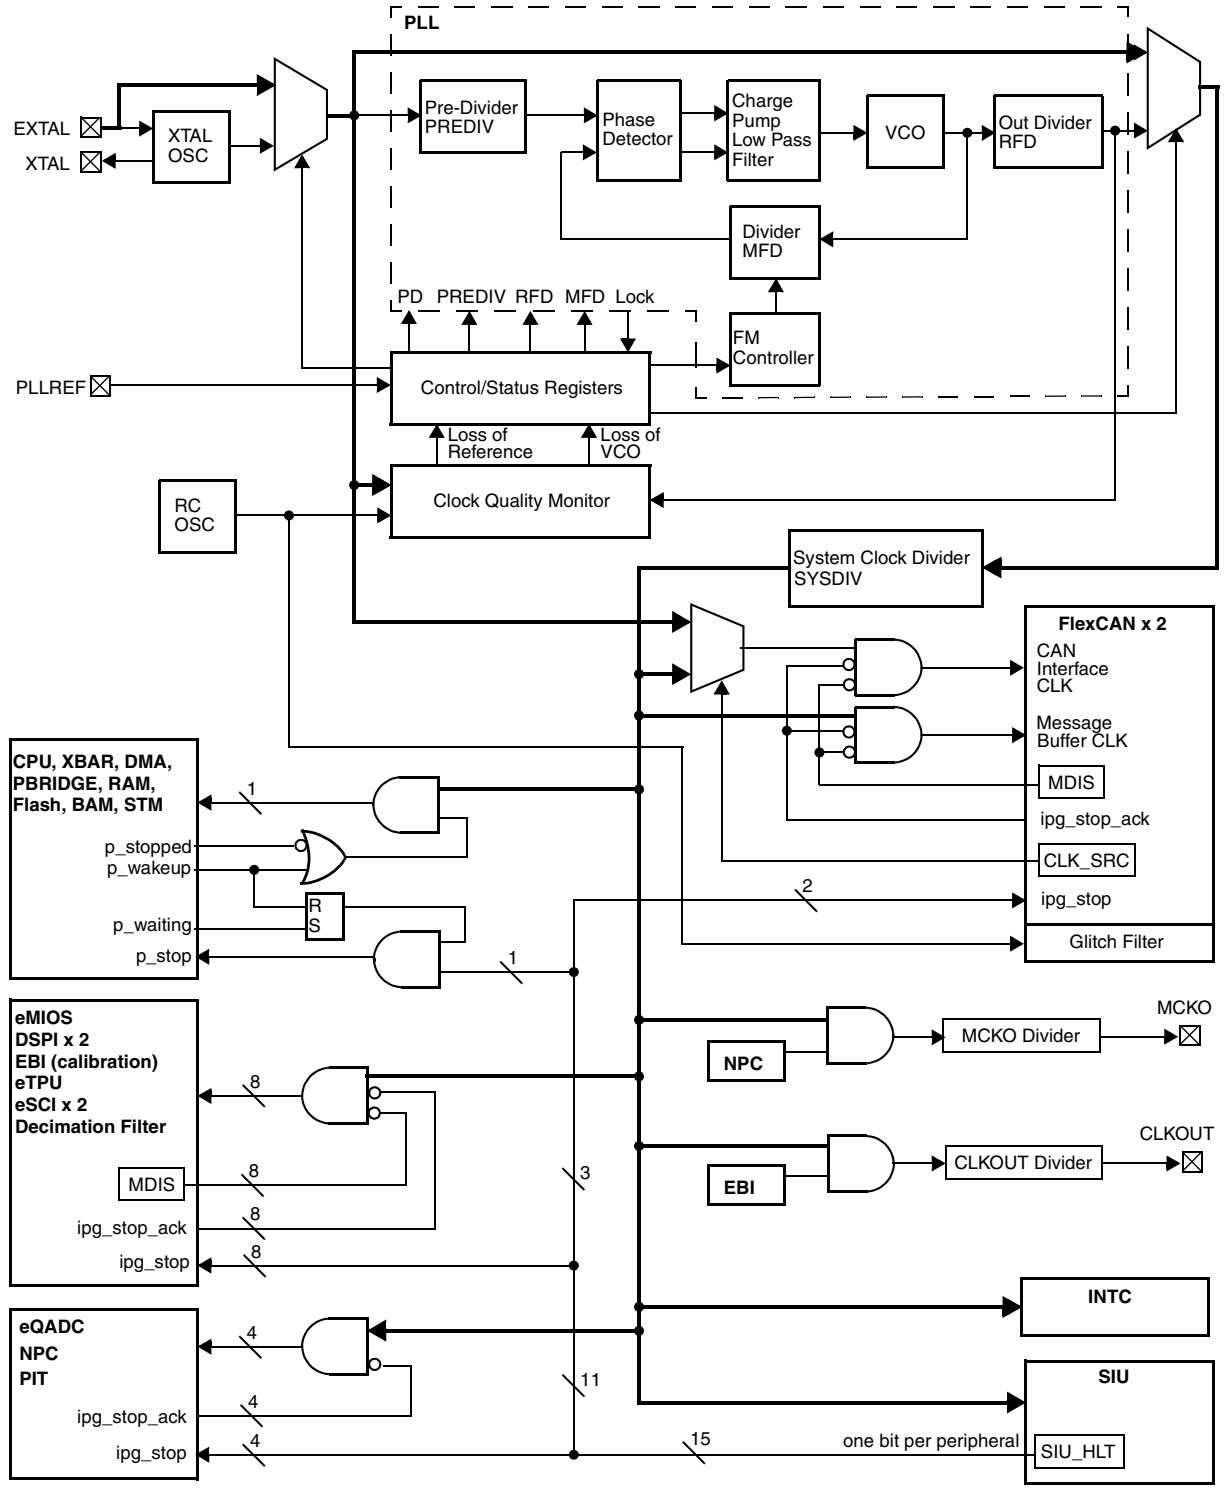 PLL
EXTAL
XTAL
XTAL
OSC
Pre-Divider
PREDIV
Phase
Detector
Charge
Pump
Low Pass
Filter
VCO
Out Divider
RFD
Divider
MFD
PD
PREDIV
RFD
MFD
Lock
FM
Controller
PLLREF
Control/Status Registers
Loss of
Reference
Loss of
VCO
Clock Quality Monitor
RC
OSC
System Clock Divider
SYSDIV
FlexCAN x 2
CAN
Interface
CLK
Message
Buffer CLK
MDIS
ipg_stop_ack
CLK_SRC
ipg_stop
Glitch Filter
2
CPU, XBAR, DMA,
PBRIDGE, RAM,
Flash, BAM, STM
1
p_stopped
p_wakeup
R
S
p_waiting
p_stop
1
eMIOS
DSPI x 2
EBI (calibration)
eTPU
eSCI x 2
Decimation Filter
8
MDIS
8
ipg_stop_ack
8
ipg_stop
8
3
NPC
MCKO Divider
MCKO
EBI
CLKOUT Divider
CLKOUT
INTC
eQADC
NPC
PIT
4
ipg_stop_ack
4
ipg_stop
4
11
15
one bit per peripheral
SIU
SIU_HLT